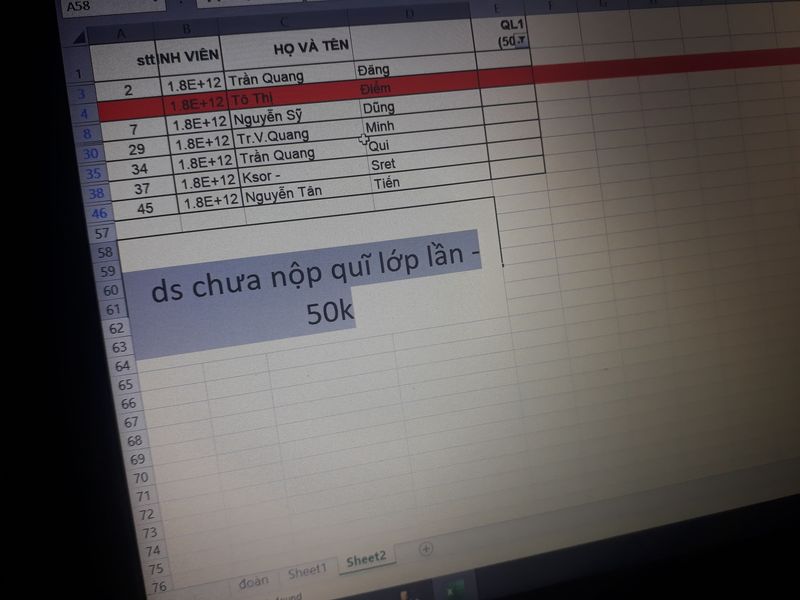 A58
A B C D E F G H
1 stt NH VIÊN HỌ VÀ TÊN QL1
(50
3 2 1.8E+12 Trần Quang Đăng
4 1.8E+12 Tô Thị Diễm
8 7 1.8E+12 Nguyễn Sỹ Dũng
30 29 1.8E+12 Tr.V.Quang Minh
35 34 1.8E+12 Trần Quang Qui
38 37 1.8E+12 Ksor - Sret
46 45 1.8E+12 Nguyễn Tân Tiến
57
58
59
60 ds chưa nộp quĩ lớp lần -
61
62 50k
63
64
65
66
67
68
69
70
71
72
73
74
75
76
đoàn Sheet1 Sheet2